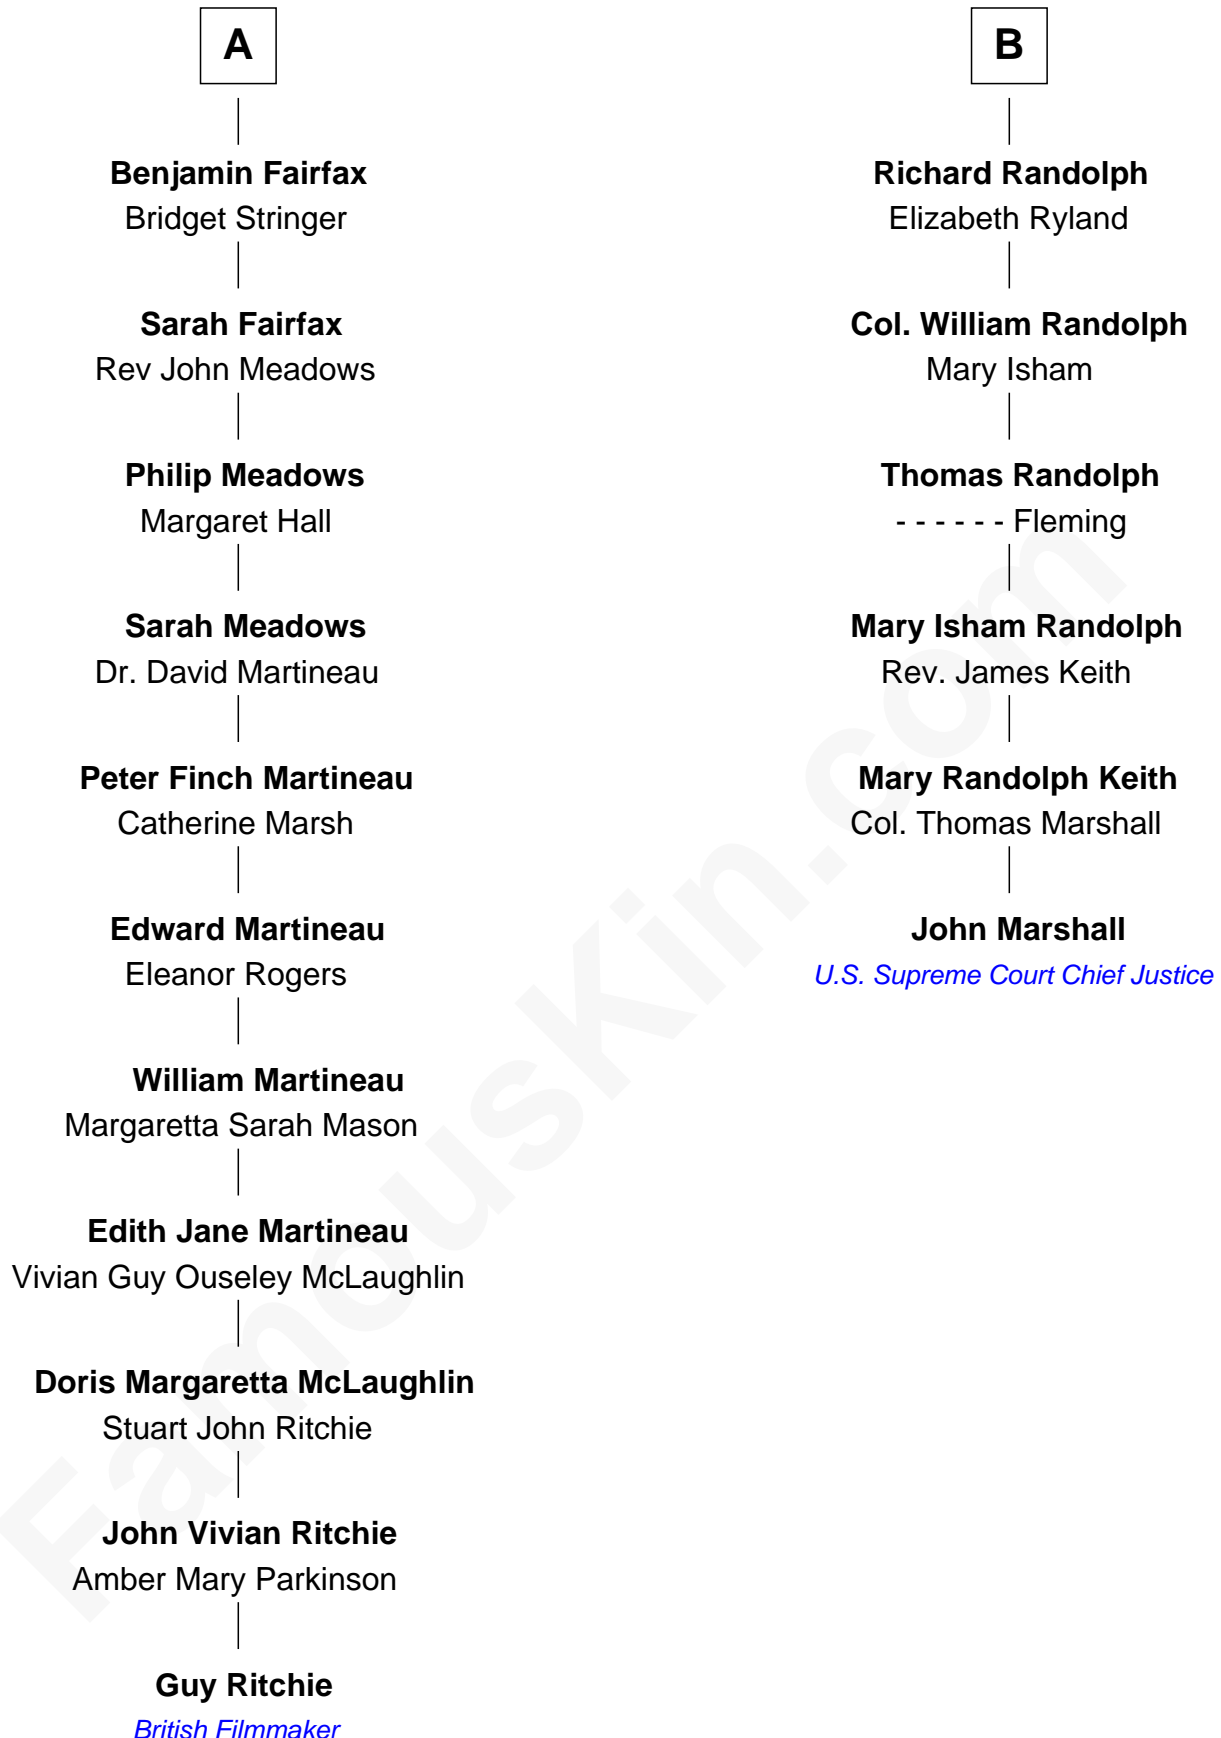 A
Benjamin Fairfax
Bridget Stringer
Sarah Fairfax
Rev John Meadows
Philip Meadows
Margaret Hall
Sarah Meadows
Dr. David Martineau
Peter Finch Martineau
Catherine Marsh
Edward Martineau
Eleanor Rogers
William Martineau
Margaretta Sarah Mason
Edith Jane Martineau
Vivian Guy Ouseley McLaughlin
Doris Margaretta McLaughlin
Stuart John Ritchie
John Vivian Ritchie
Amber Mary Parkinson
Guy Ritchie
British Filmmaker
B
Richard Randolph
Elizabeth Ryland
Col. William Randolph
Mary Isham
Thomas Randolph
- - - - - - Fleming
Mary Isham Randolph
Rev. James Keith
Mary Randolph Keith
Col. Thomas Marshall
John Marshall
U.S. Supreme Court Chief Justice
FamousKin.com